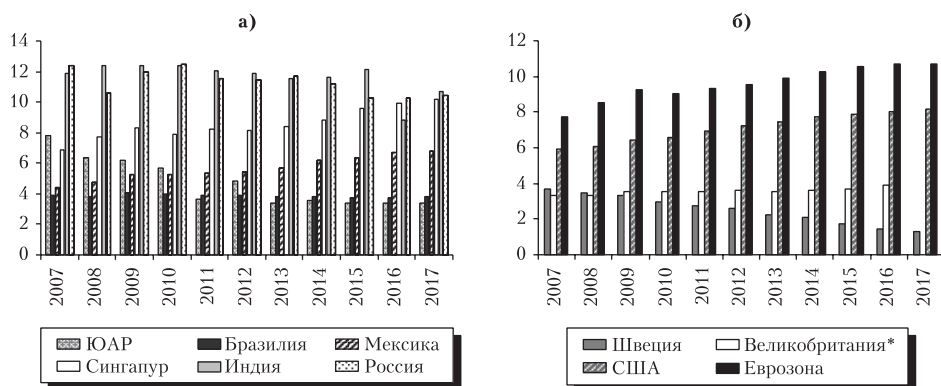 а)
14
12
10
8
6
4
2
0
2007 2008 2009 2010 2011 2012 2013 2014 2015 2016 2017
ЮАР Бразилия Мексика
Сингапур Индия Россия
б)
12
10
8
6
4
2
0
2007 2008 2009 2010 2011 2012 2013 2014 2015 2016 2017
Швеция Великобритания*
США Еврозона